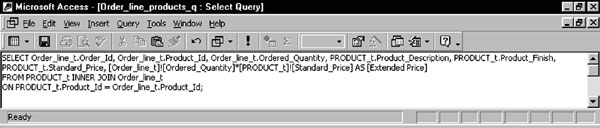 Microsoft Access - [Order_line_products_q : Select Query]
File Edit View Insert Query Tools Window Help
SELECT Order_line_t.Order_Id, Order_line_t.Product_Id, Order_line_t.Ordered_Quantity, PRODUCT_t.Product_Description, PRODUCT_t.Product_Finish,
PRODUCT_t.Standard_Price, [Order_line_t]![Ordered_Quantity]*[PRODUCT_t]![Standard_Price] AS [Extended Price]
FROM PRODUCT_t INNER JOIN Order_line_t
ON PRODUCT_t.Product_Id = Order_line_t.Product_Id;
Ready